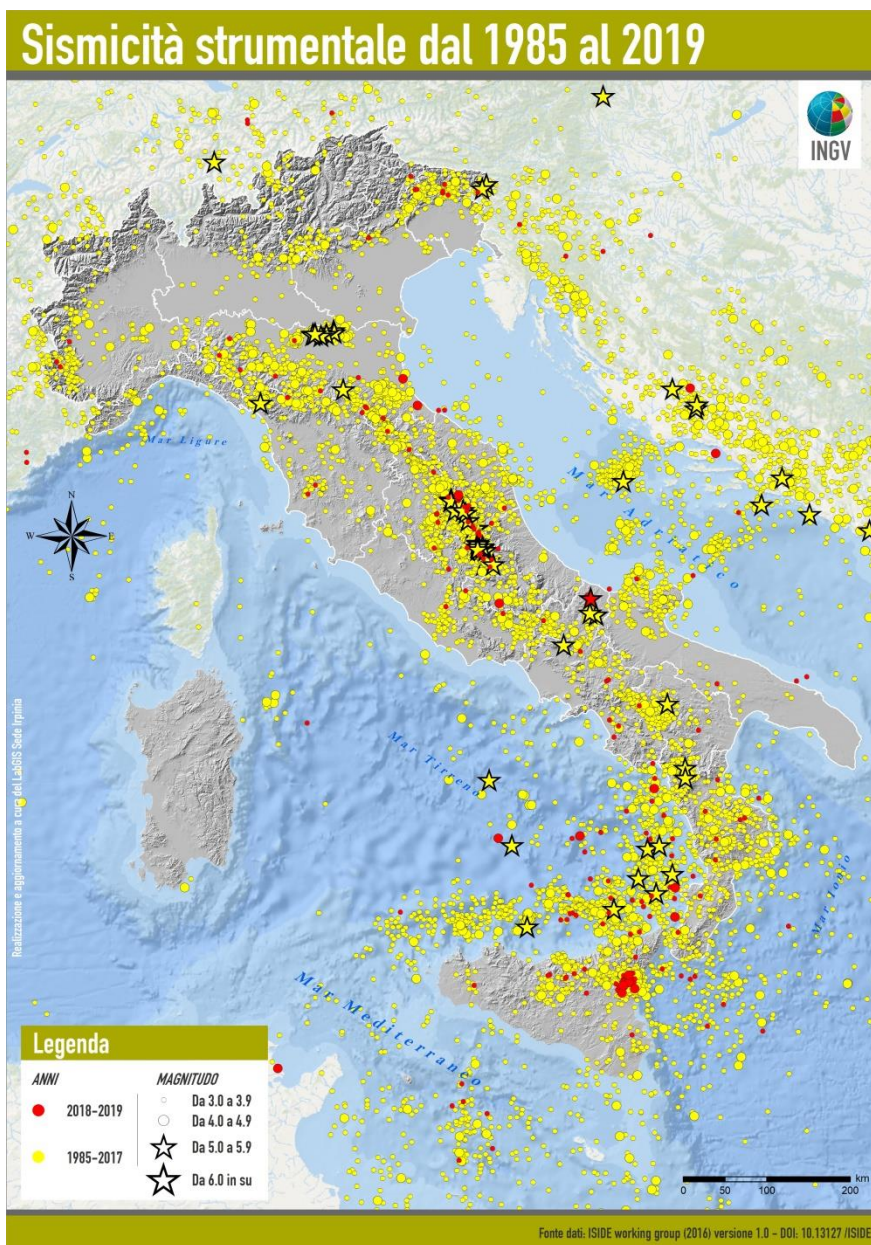 Sismicità strumentale dal 1985 al 2019
INGV
Mar Ligure
N
W
E
S
Mar Adriatico
Mar Tirreno
Mar Ionio
Mar Mediterraneo
Realizzazione e aggiornamento a cura del LabGIS Sede Irpinia
Legenda
ANNI
MAGNITUDO
2018-2019
1985-2017
Da 3.0 a 3.9
Da 4.0 a 4.9
Da 5.0 a 5.9
Da 6.0 in su
km
0 50 100 200
Fonte dati: ISIDE working group (2016) versione 1.0 - DOI: 10.13127 /ISIDE